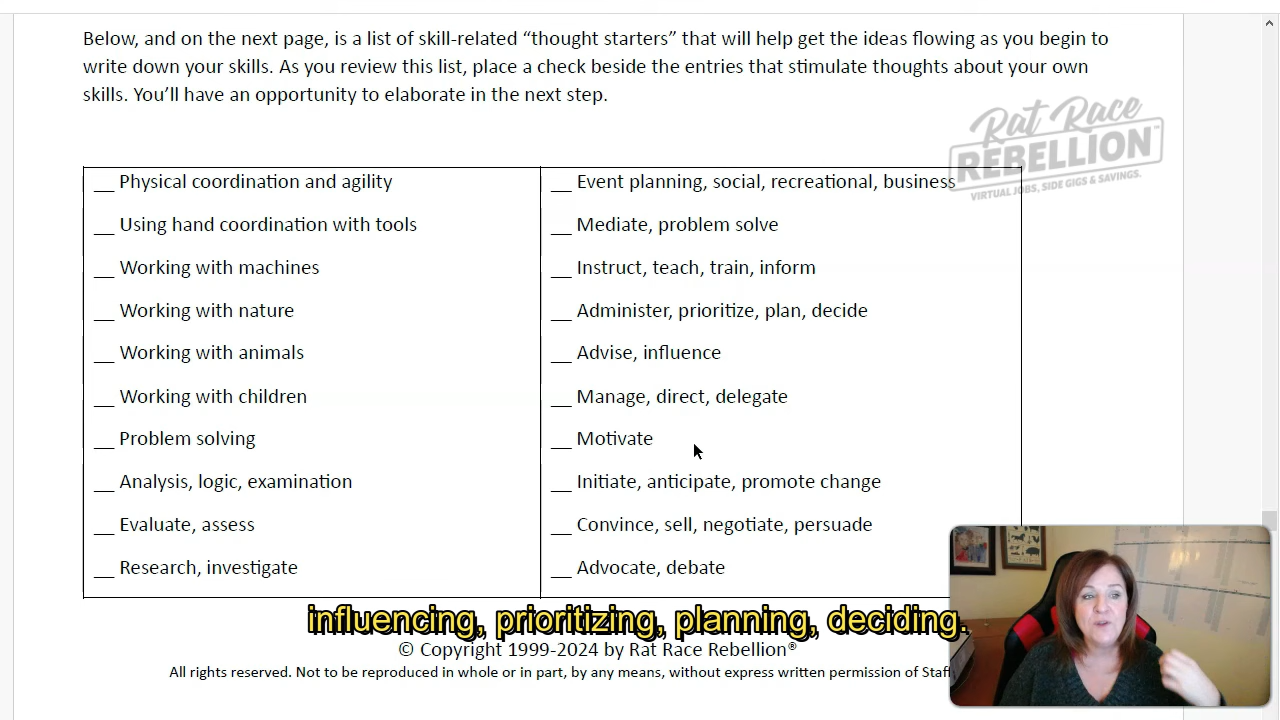 Below, and on the next page, is a list of skill-related “thought starters” that will help get the ideas flowing as you begin to
write down your skills. As you review this list, place a check beside the entries that stimulate thoughts about your own
skills. You’ll have an opportunity to elaborate in the next step.
Rat Race
REBELLION™
VIRTUAL JOBS, SIDE GIGS & SAVINGS.
__ Physical coordination and agility
__ Using hand coordination with tools
__ Working with machines
__ Working with nature
__ Working with animals
__ Working with children
__ Problem solving
__ Analysis, logic, examination
__ Evaluate, assess
__ Research, investigate
__ Event planning, social, recreational, business
__ Mediate, problem solve
__ Instruct, teach, train, inform
__ Administer, prioritize, plan, decide
__ Advise, influence
__ Manage, direct, delegate
__ Motivate
__ Initiate, anticipate, promote change
__ Convince, sell, negotiate, persuade
__ Advocate, debate
influencing, prioritizing, planning, deciding.
© Copyright 1999-2024 by Rat Race Rebellion®
All rights reserved. Not to be reproduced in whole or in part, by any means, without express written permission of Staff